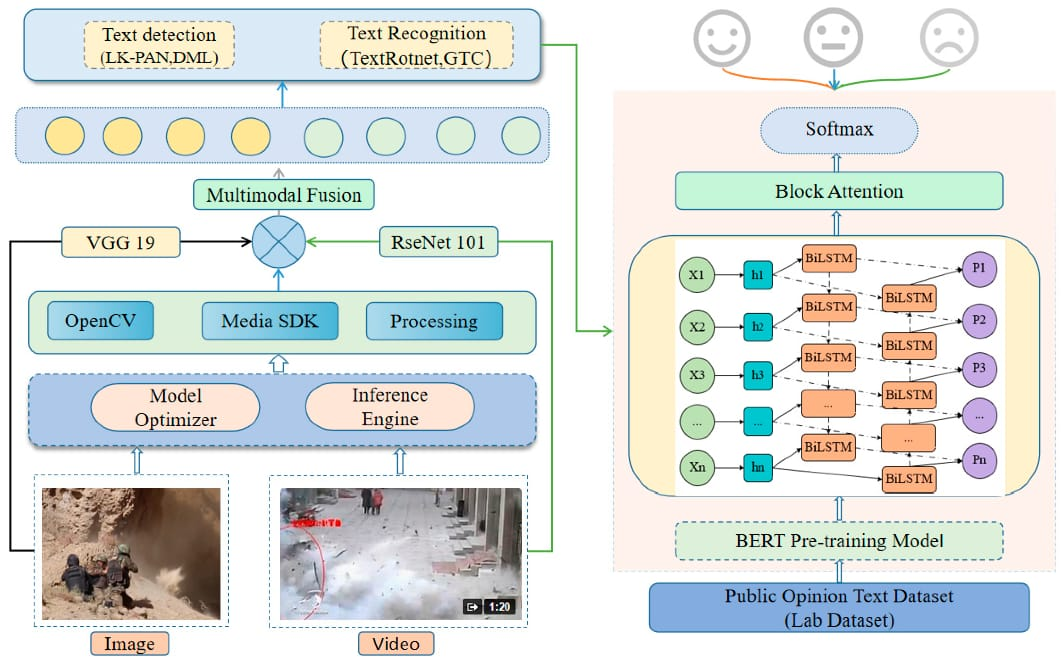 Text detection
(LK-PAN,DML)
Text Recognition
(TextRotnet,GTC)
Multimodal Fusion
VGG 19
RseNet 101
OpenCV
Media SDK
Processing
Model
Optimizer
Inference
Engine
1:20
Image
Video
Softmax
Block Attention
X1
h1
BiLSTM
P1
BiLSTM
X2
h2
BiLSTM
P2
BiLSTM
X3
h3
BiLSTM
P3
BiLSTM
...
...
...
...
...
Xn
hn
BiLSTM
Pn
BiLSTM
BERT Pre-training Model
Public Opinion Text Dataset
(Lab Dataset)